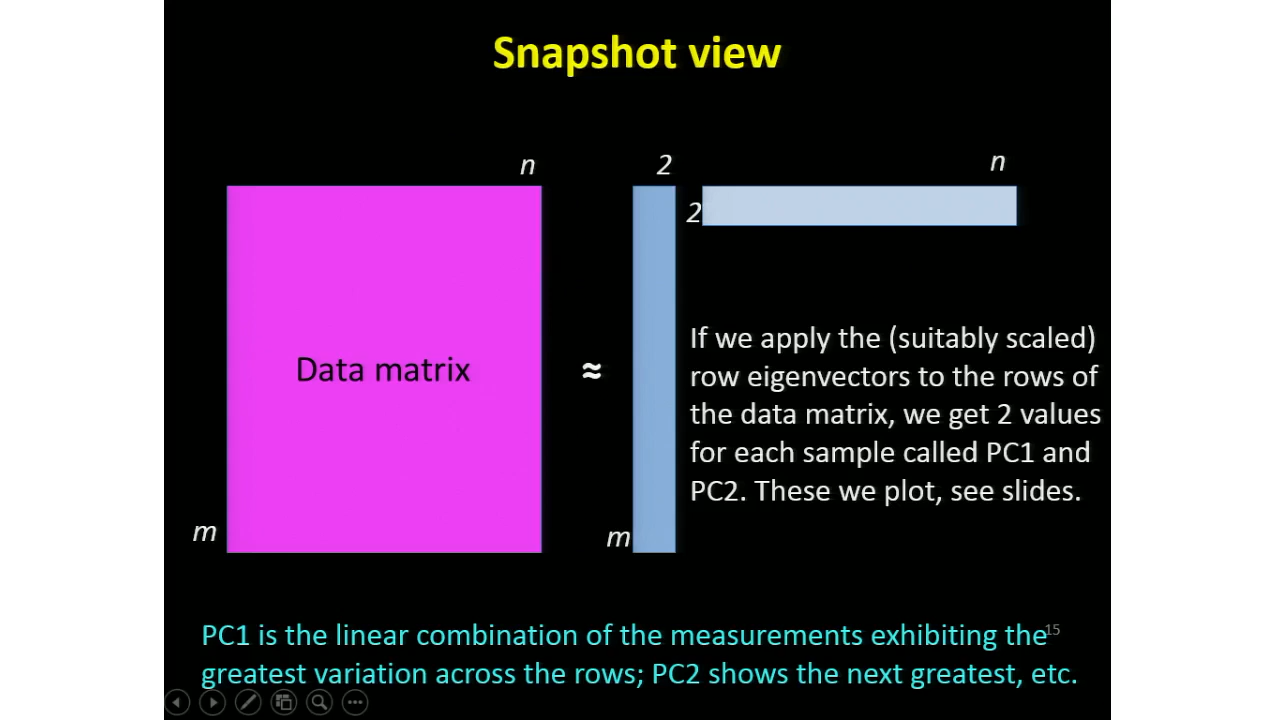 Snapshot view
n
2
n
2
Data matrix
≈
m
m
If we apply the (suitably scaled)
row eigenvectors to the rows of
the data matrix, we get 2 values
for each sample called PC1 and
PC2. These we plot, see slides.
PC1 is the linear combination of the measurements exhibiting the
15
greatest variation across the rows; PC2 shows the next greatest, etc.